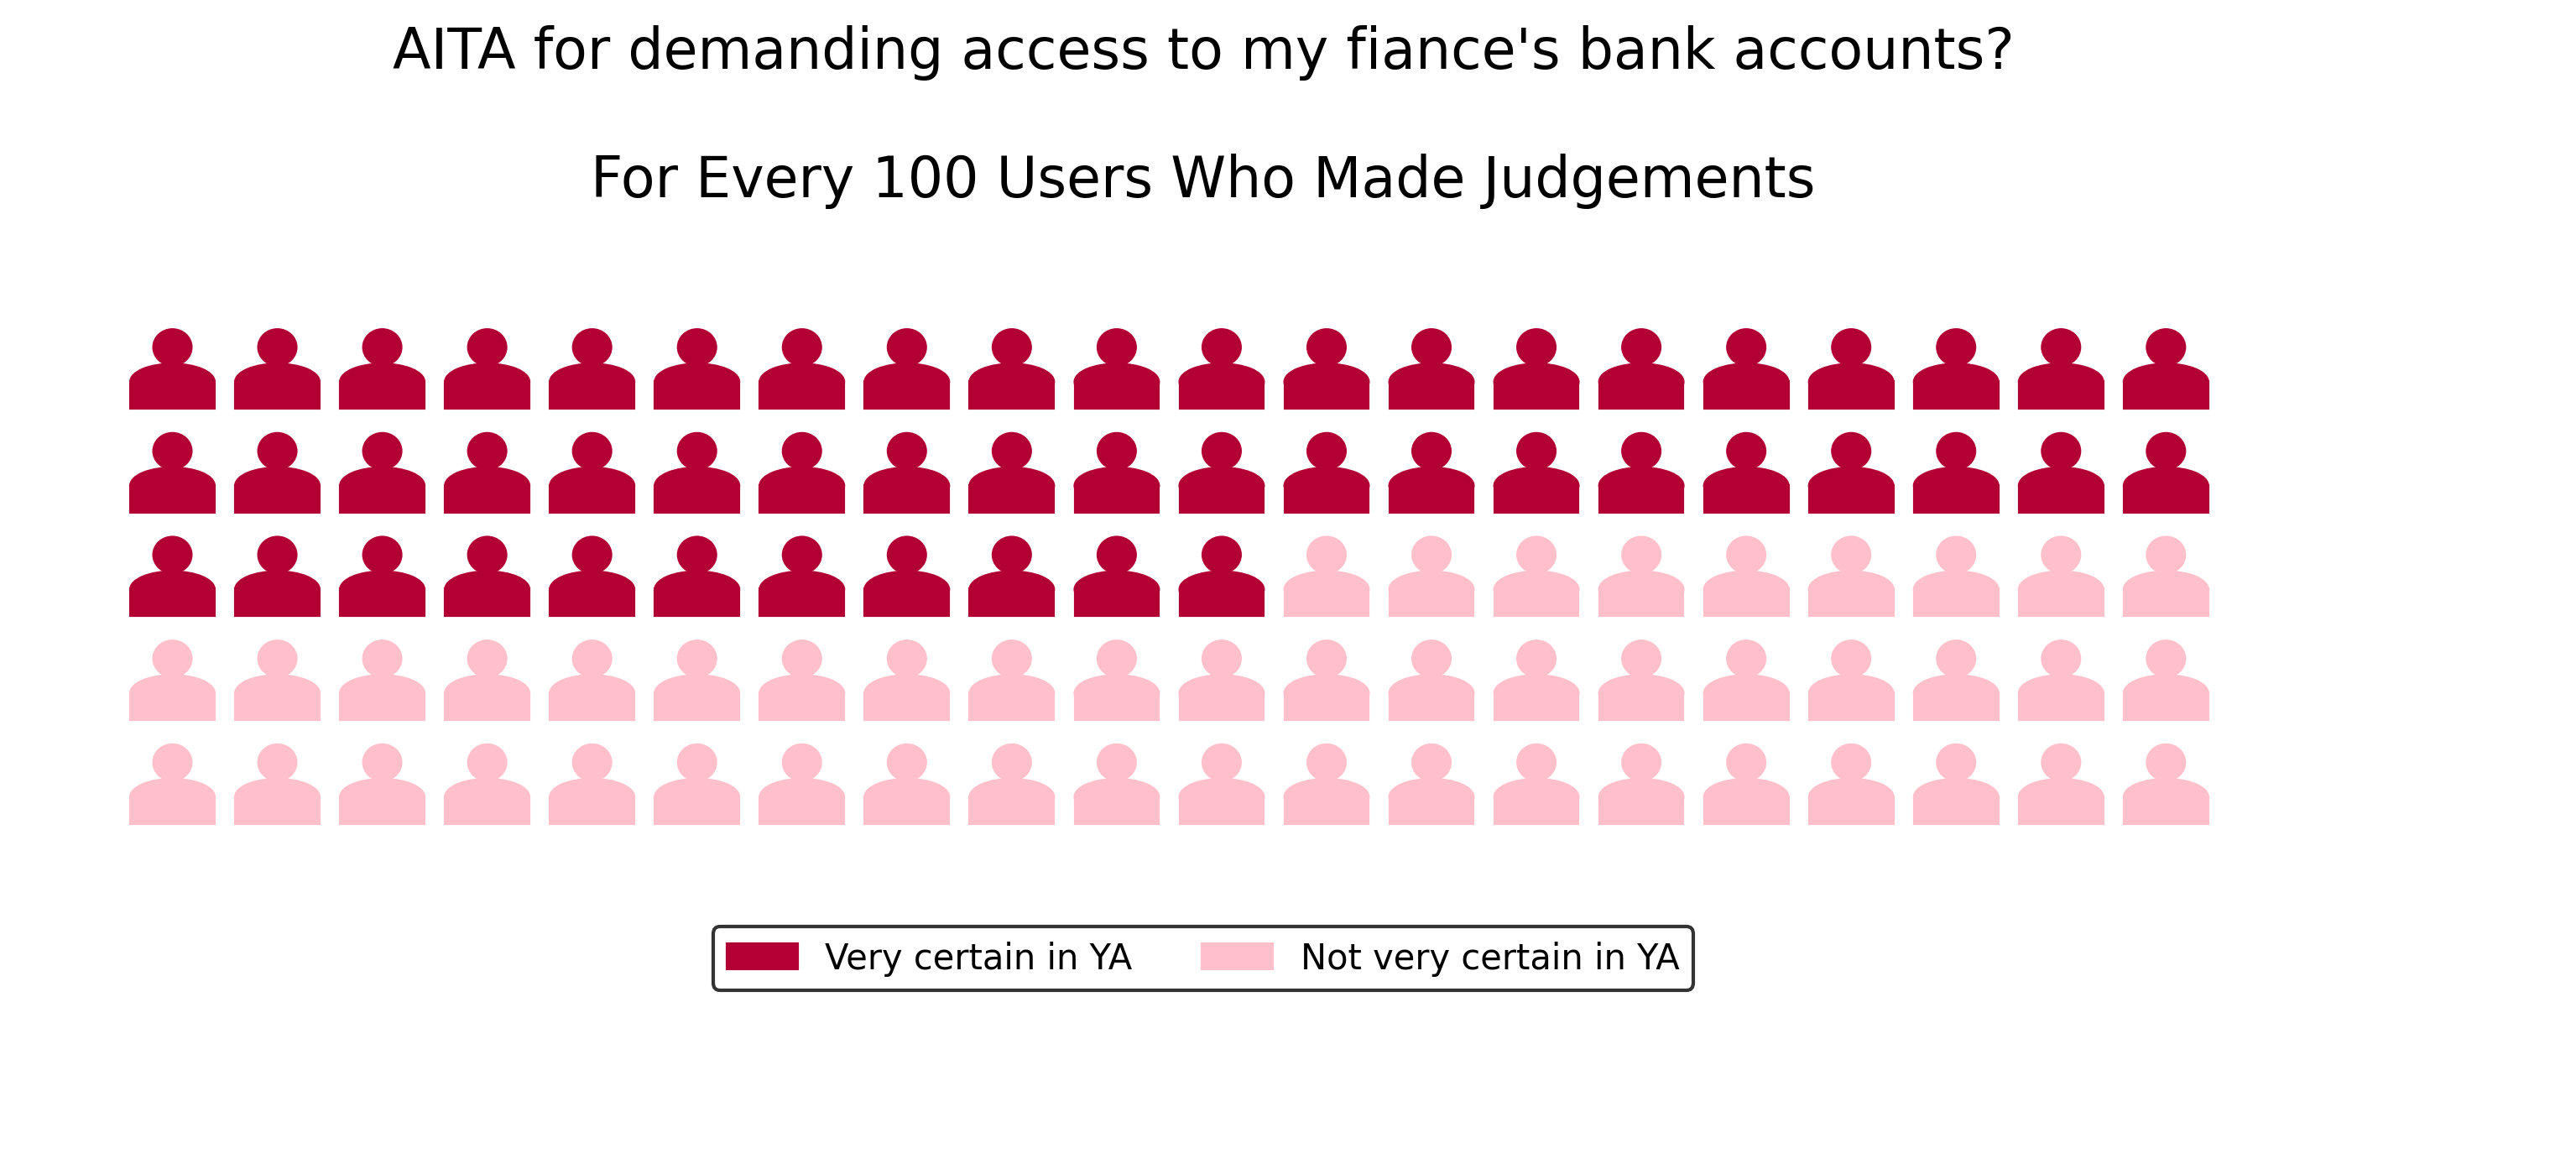 AITA for demanding access to my fiance's bank accounts?
For Every 100 Users Who Made Judgements
Very certain in YA
Not very certain in YA